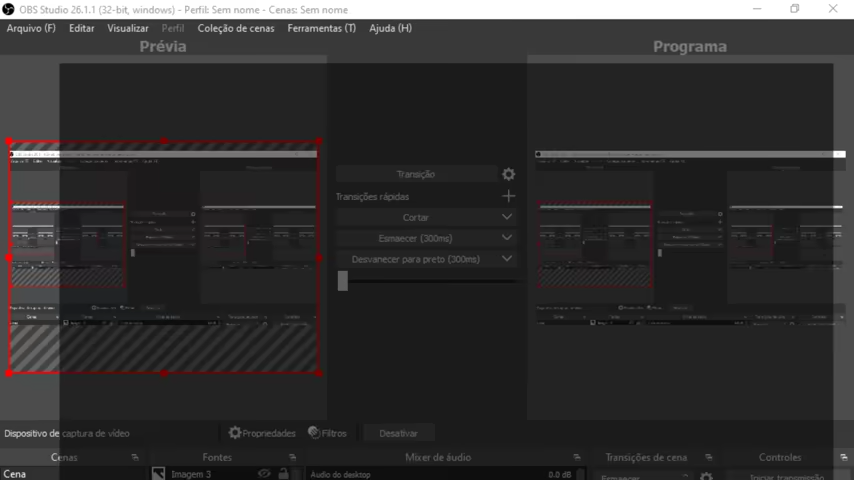 OBS Studio 26.1.1 (32-bit, windows) - Perfil: Sem nome - Cenas: Sem nome
Arquivo (F) Editar Visualizar Perfil Coleção de cenas Ferramentas (T) Ajuda (H)
Prévia Programa
Transição
Transições rápidas
Cortar
Esmaecer (300ms)
Desvanecer para preto (300ms)
Dispositivo de captura de vídeo Propriedades Filtros Desativar
Cenas Fontes Mixer de áudio Transições de cena Controles
Cena Imagem 3 Áudio do desktop 0.0 dB Esmaecer Iniciar transmissão